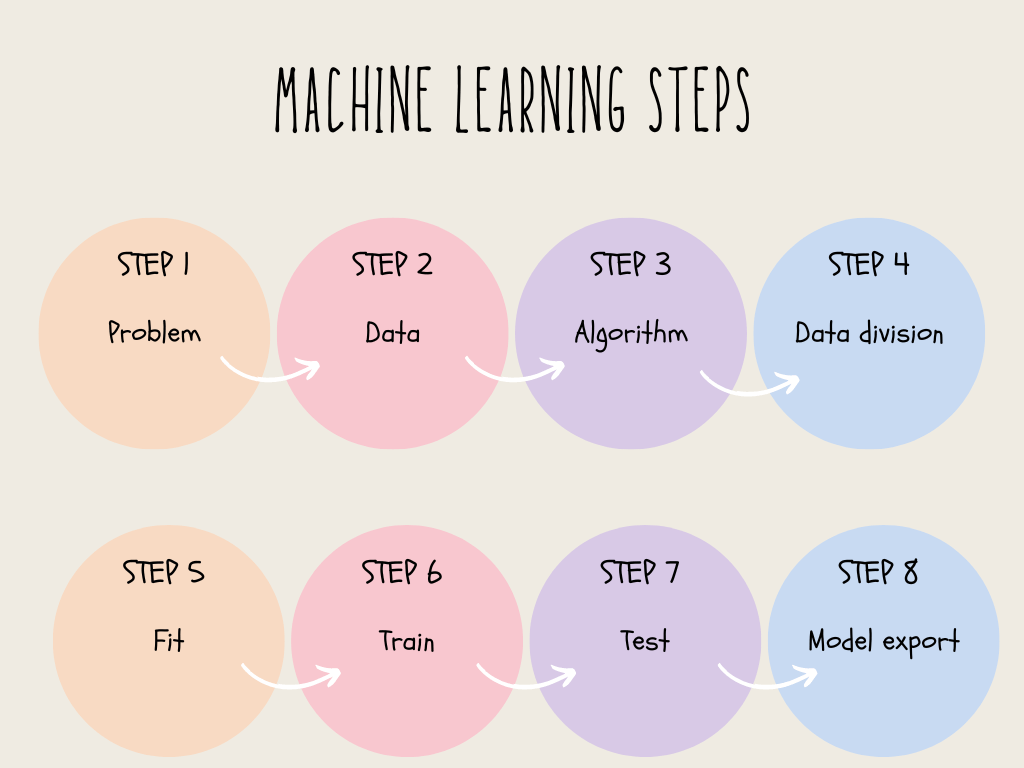 MACHINE LEARNING STEPS
STEP 1
Problem
STEP 2
Data
STEP 3
Algorithm
STEP 4
Data division
STEP 5
Fit
STEP 6
Train
STEP 7
Test
STEP 8
Model export